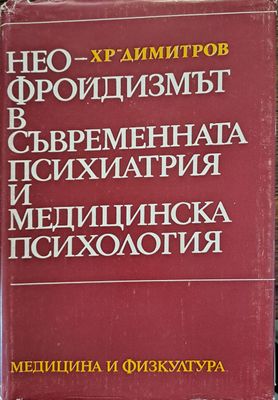 ХР·ДИМИТРОВ
НЕО-
ФРОЙДИЗМЪТ
В
СЪВРЕМЕННАТА
ПСИХИАТРИЯ
И
МЕДИЦИНСКА
ПСИХОЛОГИЯ
МЕДИЦИНА И ФИЗКУЛТУРА